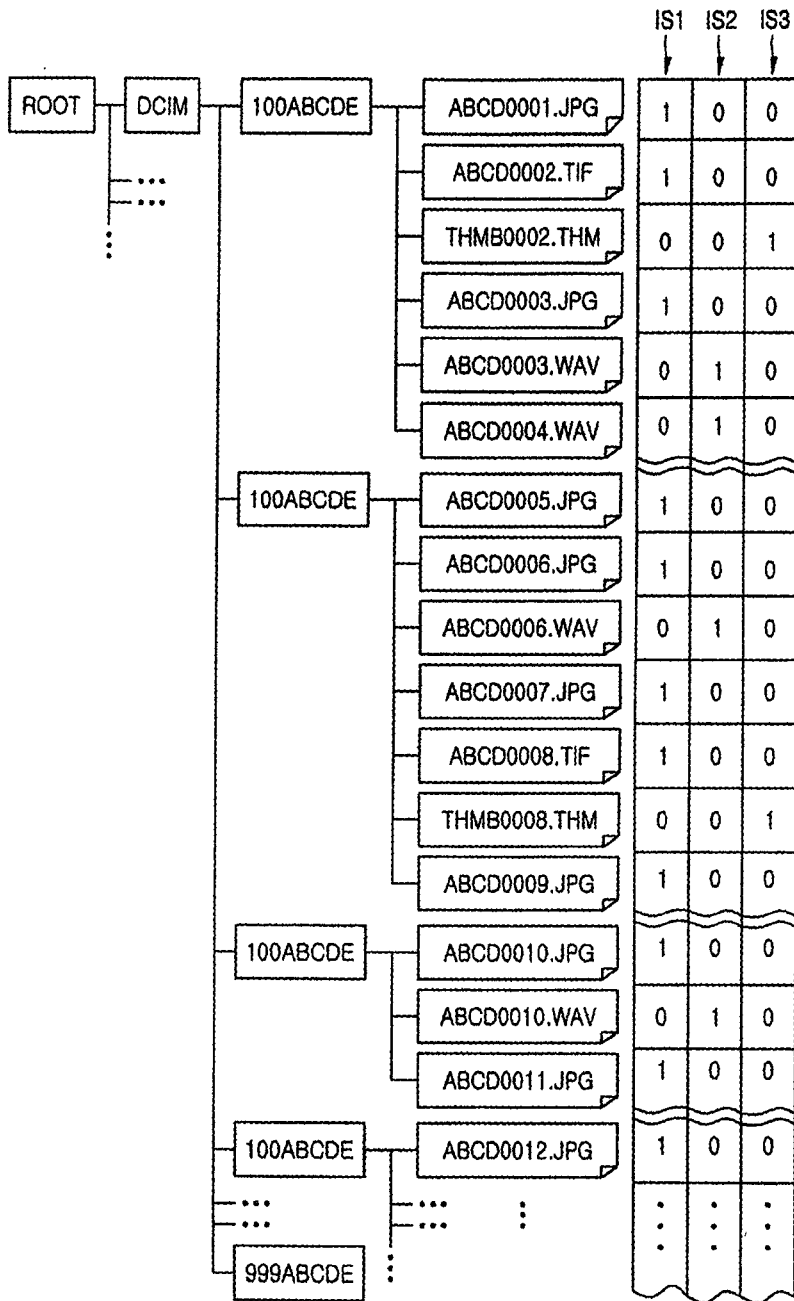 IS1 IS2 IS3
ROOT DCIM 100ABCDE ABCD0001.JPG 1 0 0
ABCD0002.TIF 1 0 0
THMB0002.THM 0 0 1
ABCD0003.JPG 1 0 0
ABCD0003.WAV 0 1 0
ABCD0004.WAV 0 1 0
100ABCDE ABCD0005.JPG 1 0 0
ABCD0006.JPG 1 0 0
ABCD0006.WAV 0 1 0
ABCD0007.JPG 1 0 0
ABCD0008.TIF 1 0 0
THMB0008.THM 0 0 1
ABCD0009.JPG 1 0 0
100ABCDE ABCD0010.JPG 1 0 0
ABCD0010.WAV 0 1 0
ABCD0011.JPG 1 0 0
100ABCDE ABCD0012.JPG 1 0 0
999ABCDE